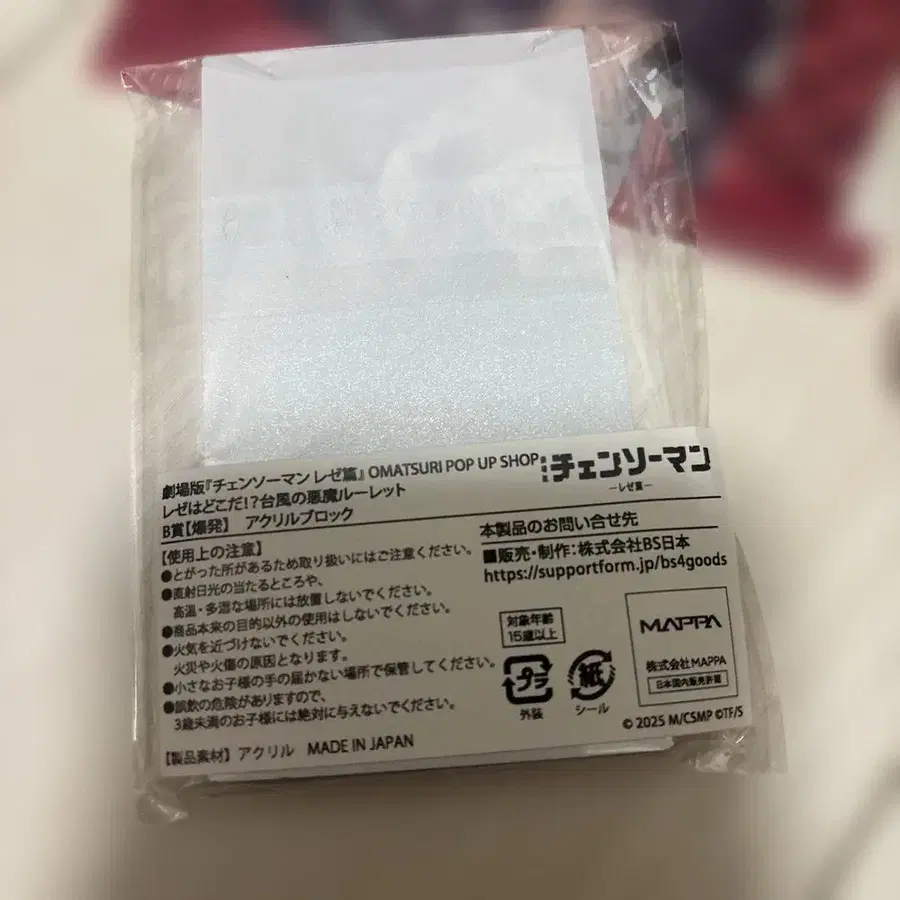 劇場版『チェンソーマン レゼ篇』 OMATSURI POP UP SHOP
レゼはどこだ!?台風の悪魔ルーレット
B賞【爆発】 アクリルブロック
【使用上の注意】
●とがった所があるため取り扱いにはご注意ください。
●直射日光の当たるところや、
高温・多湿な場所には放置しないでください。
●商品本来の目的以外の使用はしないでください。
●火気を近づけないでください。
火災や火傷の原因となります。
●小さなお子様の手の届かない場所で保管してください。
●誤飲の危険がありますので、
3歳未満のお子様には絶対に与えないでください。
【製品素材】アクリル MADE IN JAPAN
劇場版 チェンソーマン
―レゼ篇―
本製品のお問い合せ先
■販売・制作：株式会社BS日本
https://supportform.jp/bs4goods
対象年齢
15歳以上
プラ
外装
紙
シール
MAPPA
株式会社MAPPA
日本国内販売許諾
© 2025 M/CSMP ©TF/S